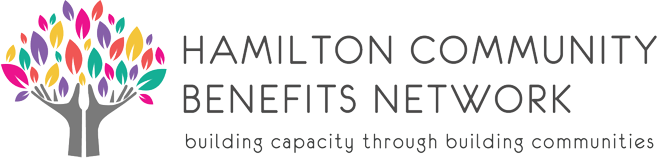 HAMILTON COMMUNITY
BENEFITS NETWORK
building capacity through building communities